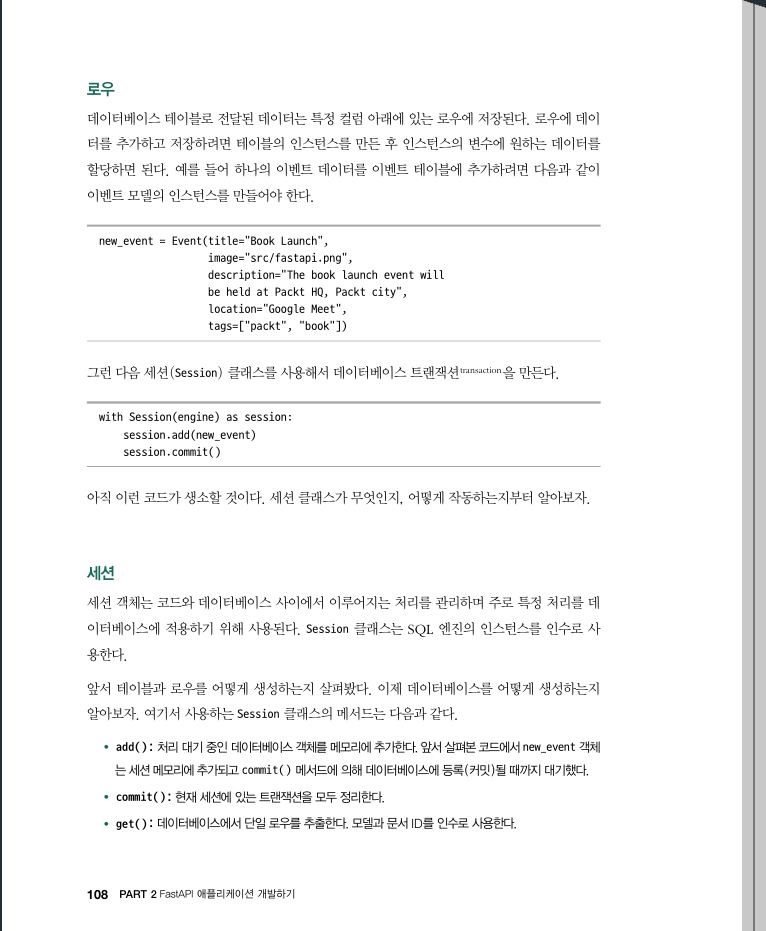 로우
데이터베이스 테이블로 전달된 데이터는 특정 컬럼 아래에 있는 로우에 저장된다. 로우에 데이
터를 추가하고 저장하려면 테이블의 인스턴스를 만든 후 인스턴스의 변수에 원하는 데이터를
할당하면 된다. 예를 들어 하나의 이벤트 데이터를 이벤트 테이블에 추가하려면 다음과 같이
이벤트 모델의 인스턴스를 만들어야 한다.
new_event = Event(title="Book Launch",
image="src/fastapi.png",
description="The book launch event will
be held at Packt HQ, Packt city",
location="Google Meet",
tags=["packt", "book"])
그런 다음 세션(Session) 클래스를 사용해서 데이터베이스 트랜잭션transaction을 만든다.
with Session(engine) as session:
session.add(new_event)
session.commit()
아직 이런 코드가 생소할 것이다. 세션 클래스가 무엇인지, 어떻게 작동하는지부터 알아보자.
세션
세션 객체는 코드와 데이터베이스 사이에서 이루어지는 처리를 관리하며 주로 특정 처리를 데
이터베이스에 적용하기 위해 사용된다. Session 클래스는 SQL 엔진의 인스턴스를 인수로 사
용한다.
앞서 테이블과 로우를 어떻게 생성하는지 살펴봤다. 이제 데이터베이스를 어떻게 생성하는지
알아보자. 여기서 사용하는 Session 클래스의 메서드는 다음과 같다.
• add(): 처리 대기 중인 데이터베이스 객체를 메모리에 추가한다. 앞서 살펴본 코드에서 new_event 객체
는 세션 메모리에 추가되고 commit() 메서드에 의해 데이터베이스에 등록(커밋)될 때까지 대기했다.
• commit(): 현재 세션에 있는 트랜잭션을 모두 정리한다.
• get(): 데이터베이스에서 단일 로우를 추출한다. 모델과 문서 ID를 인수로 사용한다.
108 PART 2 FastAPI 애플리케이션 개발하기